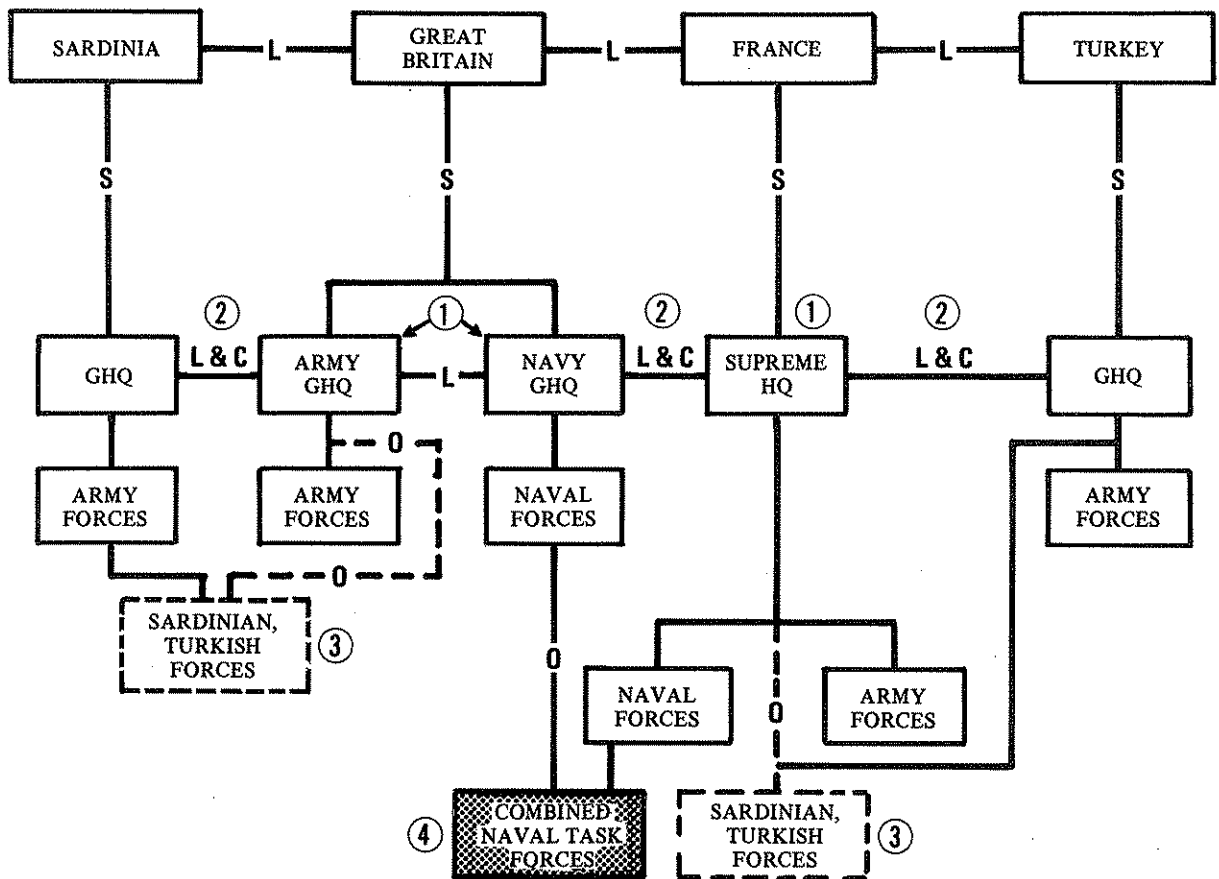 SARDINIA
L
GREAT
BRITAIN
L
FRANCE
L
TURKEY
S
S
S
S
2
1
2
1
2
GHQ
L & C
ARMY
GHQ
L
NAVY
GHQ
L & C
SUPREME
HQ
L & C
GHQ
O
ARMY
FORCES
ARMY
FORCES
NAVAL
FORCES
ARMY
FORCES
O
SARDINIAN,
TURKISH
FORCES
3
O
NAVAL
FORCES
O
ARMY
FORCES
4
COMBINED
NAVAL TASK
FORCES
SARDINIAN,
TURKISH
FORCES
3